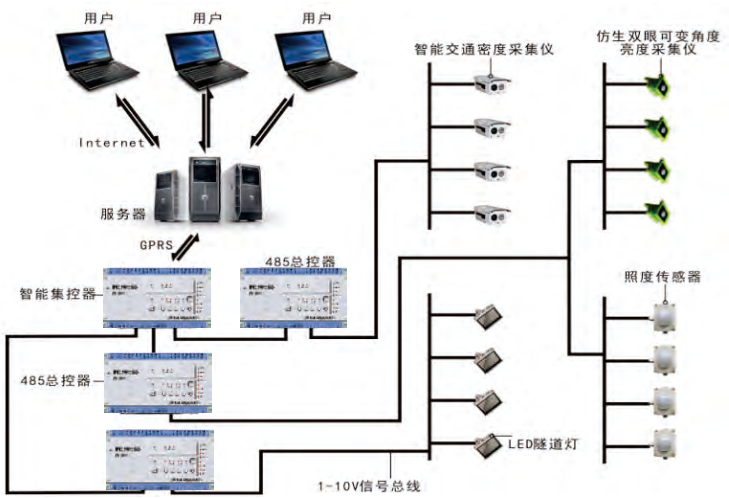 用户
用户
用户
智能交通密度采集仪
仿生双眼可变角度
亮度采集仪
Internet
服务器
GPRS
485总控器
智能集控器
照度传感器
485总控器
LED隧道灯
1-10V信号总线